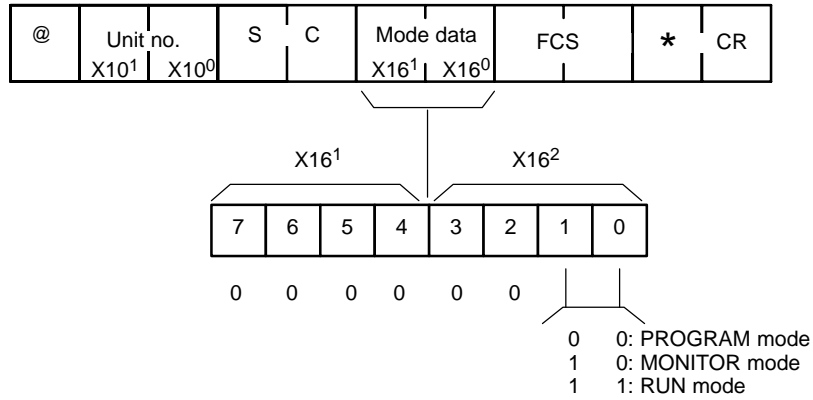 @ Unit no. S C Mode data FCS * CR
X10¹ X10⁰ X16¹ X16⁰
X16¹ X16²
7 6 5 4 3 2 1 0
0 0 0 0 0 0
0 0: PROGRAM mode
1 0: MONITOR mode
1 1: RUN mode